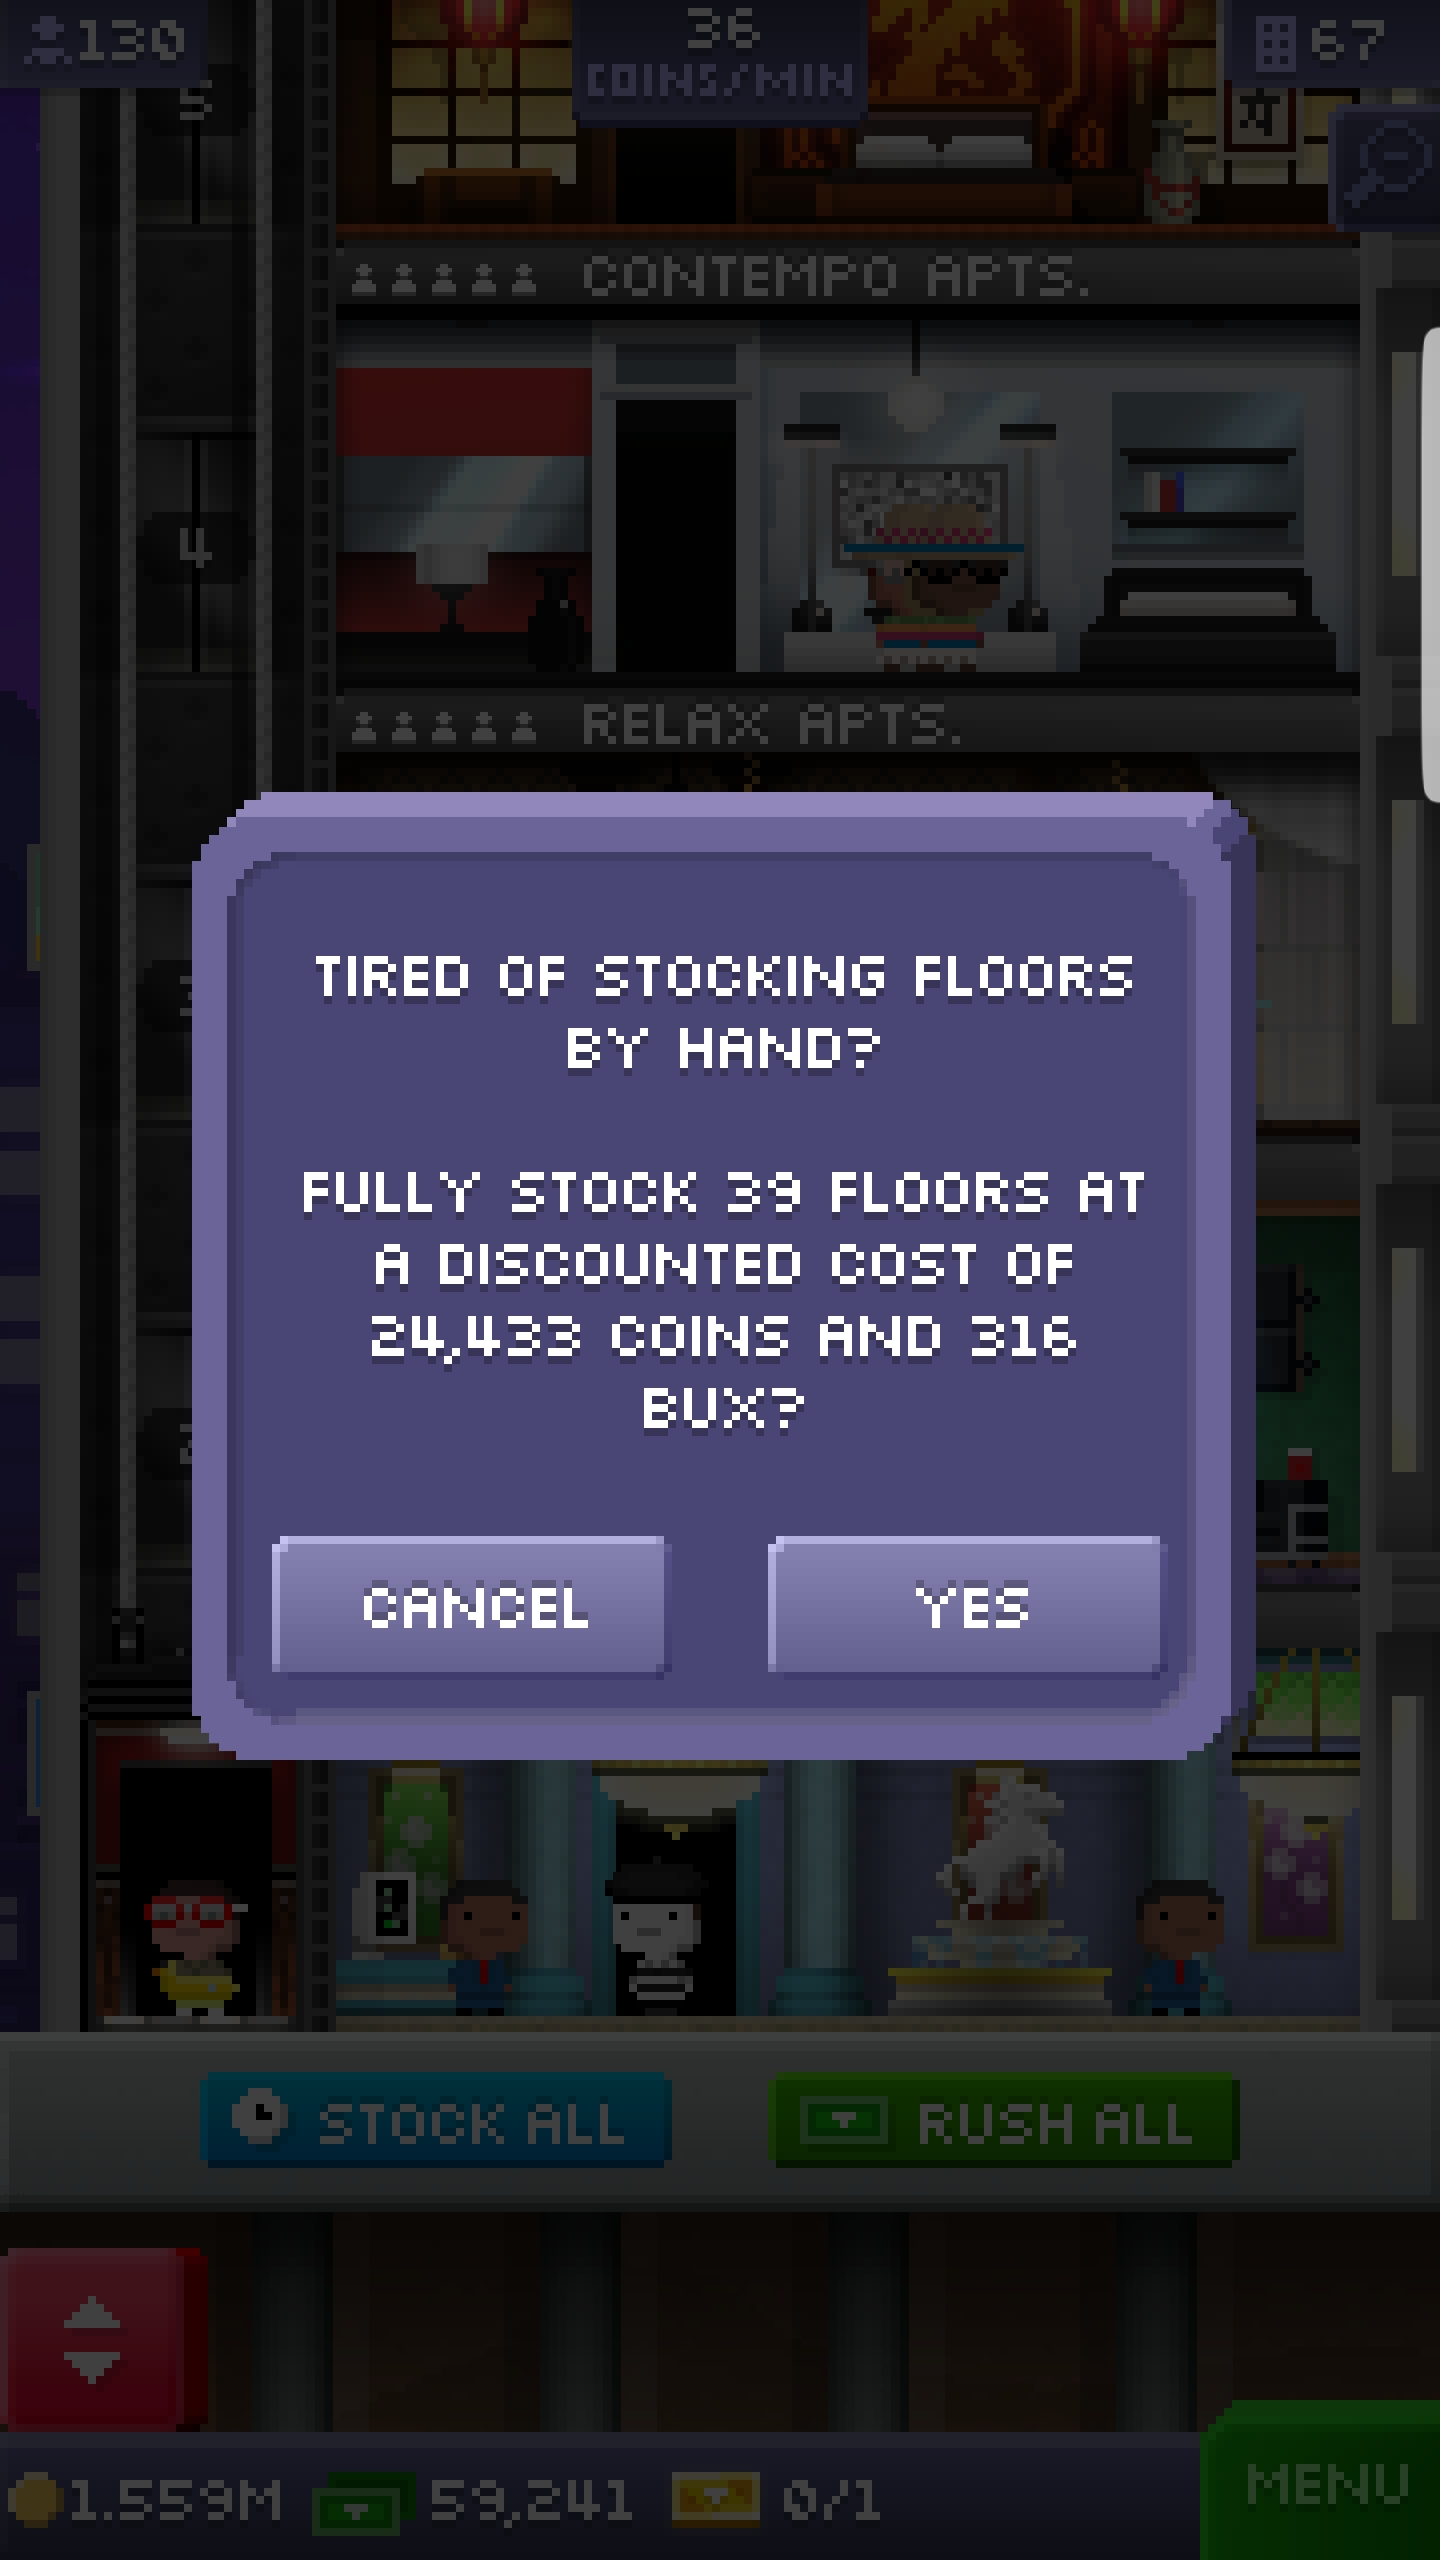 130
36
COINS/MIN
67
5
CONTEMPO APTS.
4
RELAX APTS.
TIRED OF STOCKING FLOORS
BY HAND?
FULLY STOCK 39 FLOORS AT
A DISCOUNTED COST OF
24,433 COINS AND 316
BUX?
CANCEL
YES
STOCK ALL
RUSH ALL
1.559M
59,241
0/1
MENU